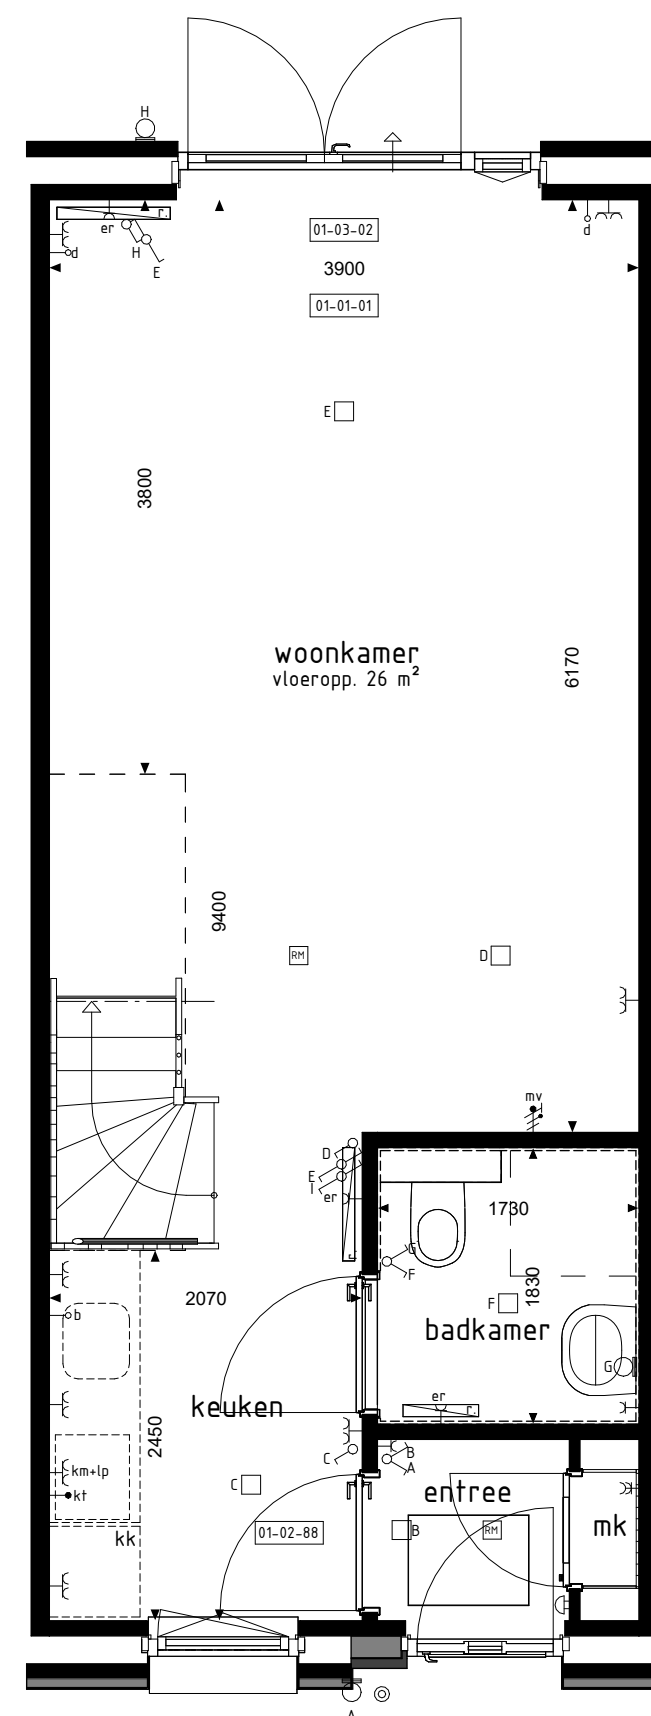 H
r.
er
d
H
E
01-03-02
d
3900
01-01-01
E
3800
woonkamer
vloeropp. 26 m²
6170
9400
RM
D
mv
D
E
I
er
1730
G
F
2070
b
F
1830
badkamer
G
er
r.
keuken
2450
C
B
A
km+lp
kt
C
entree
kk
01-02-88
B
RM
mk
A